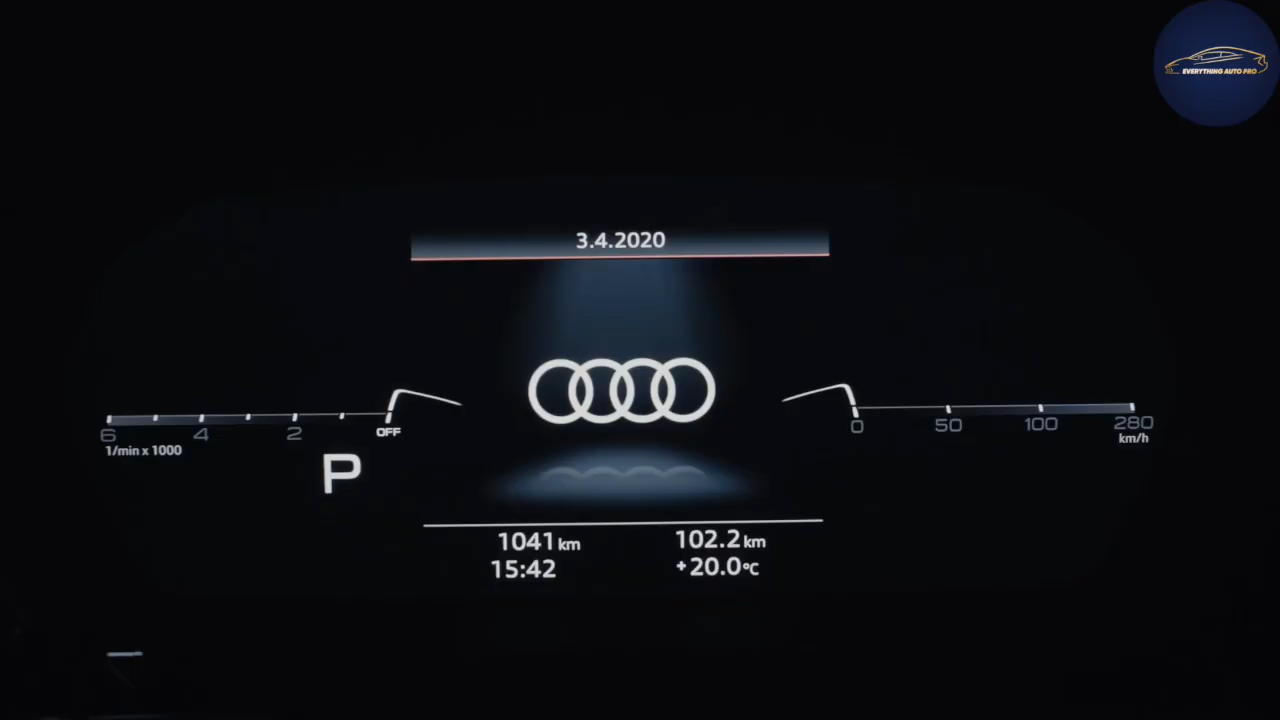 EVERYTHING AUTO PRO
3.4.2020
6 4 2 OFF
1/min x 1000
0 50 100 280
km/h
P
1041 km 102.2 km
15:42 +20.0°C